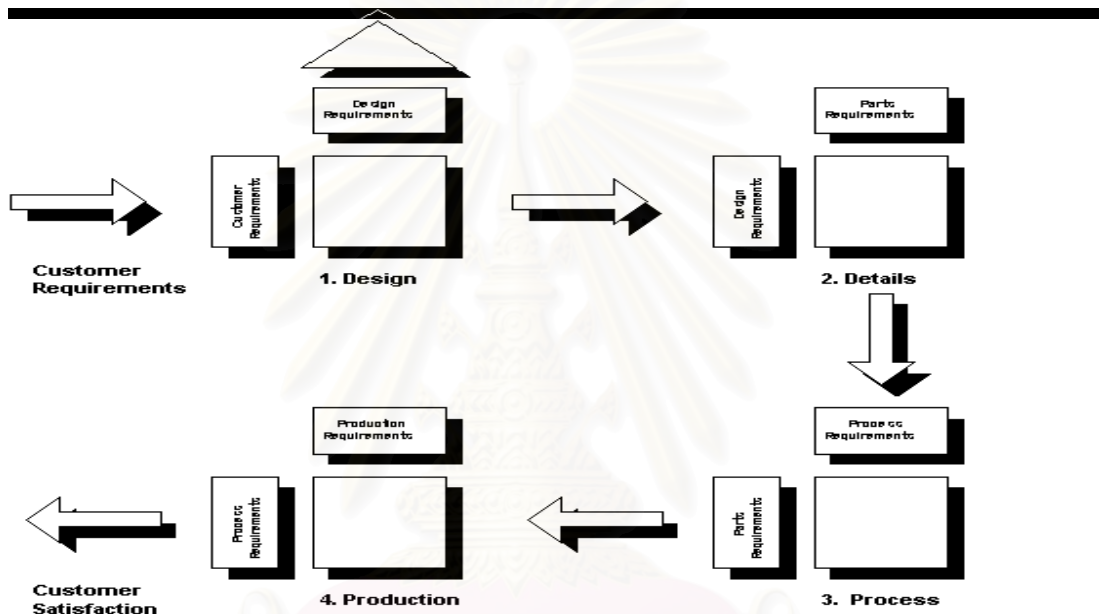 Design
Requirements
Customer
Requirements
Customer
Requirements
1. Design
Parts
Requirements
Design
Requirements
2. Details
Process
Requirements
Parts
Requirements
3. Process
Production
Requirements
Process
Requirements
4. Production
Customer
Satisfaction